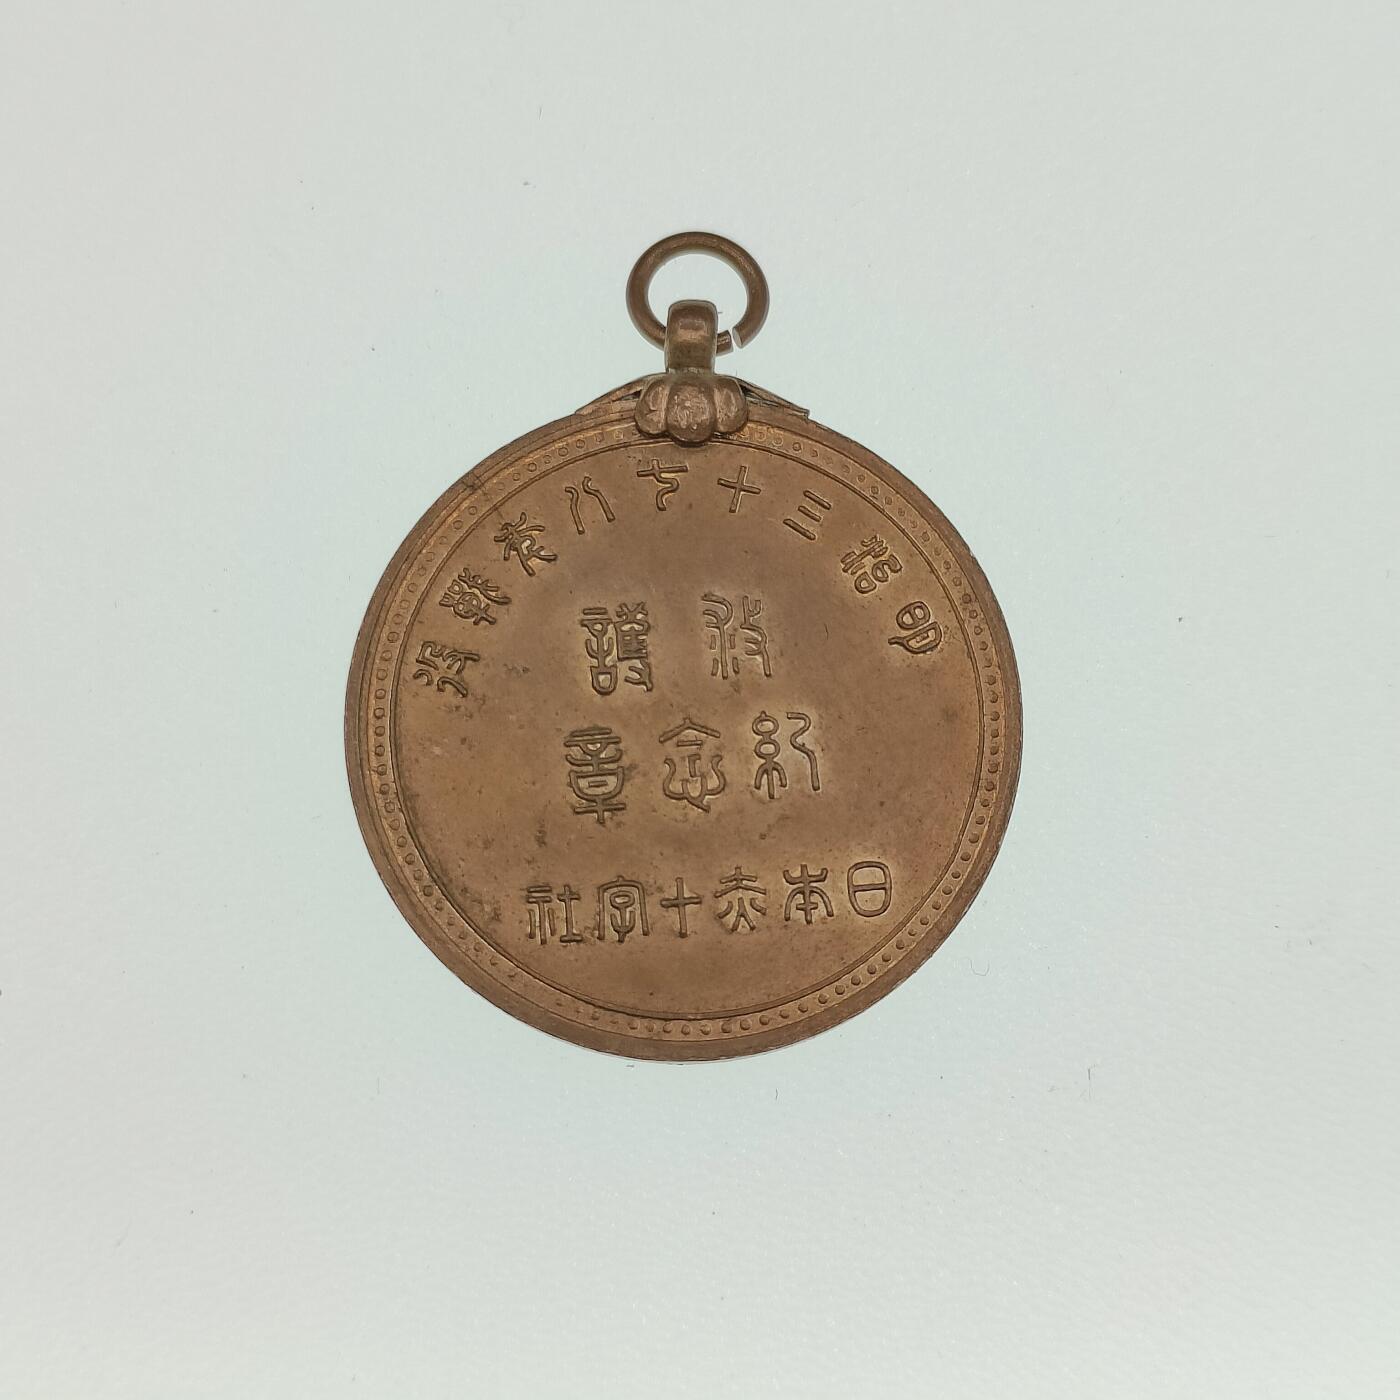 明治三十七八年戰役
救護
紀念章
日本赤十字社